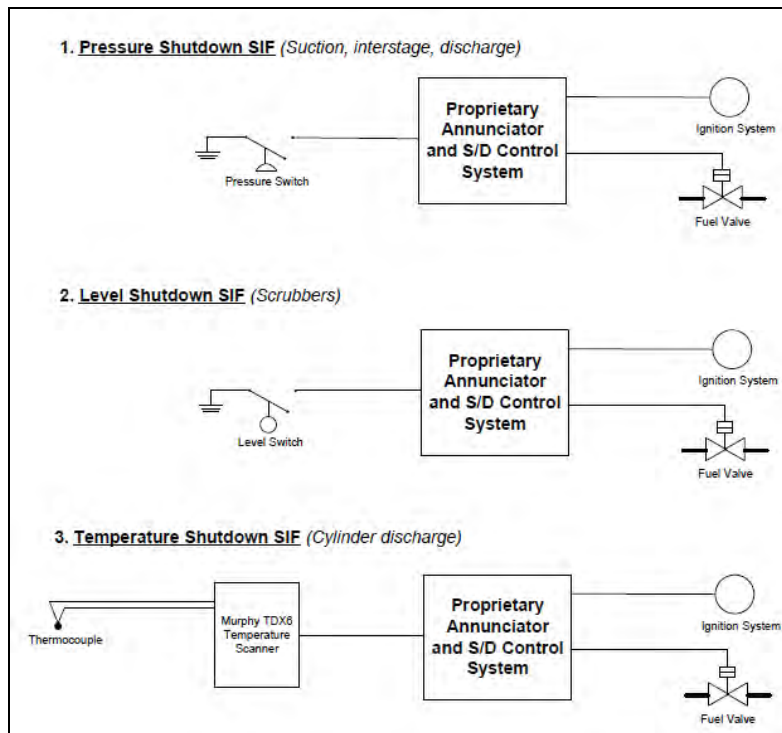 1. Pressure Shutdown SIF (Suction, interstage, discharge)
Proprietary
Annunciator
and S/D Control
System
Ignition System
Pressure Switch
Fuel Valve
2. Level Shutdown SIF (Scrubbers)
Proprietary
Annunciator
and S/D Control
System
Ignition System
Level Switch
Fuel Valve
3. Temperature Shutdown SIF (Cylinder discharge)
Thermocouple
Murphy TDX6
Temperature
Scanner
Proprietary
Annunciator
and S/D Control
System
Ignition System
Fuel Valve